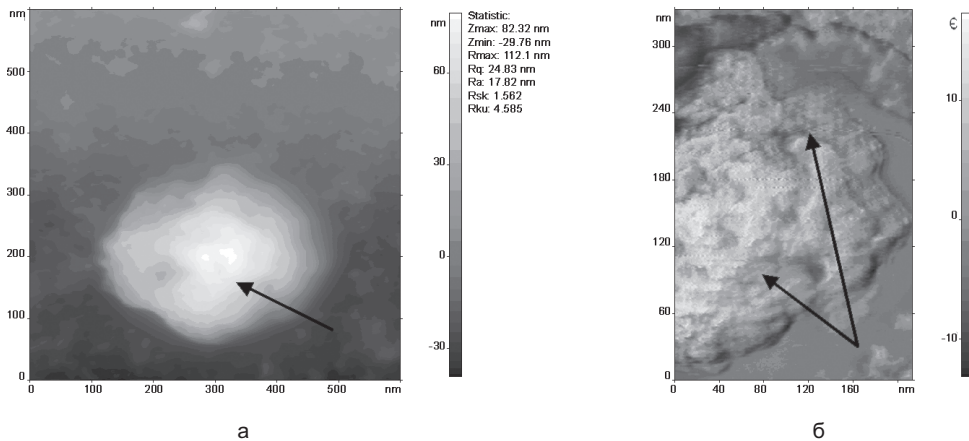 nm
500
400
300
200
100
0
0 100 200 300 400 500 nm
nm
60
30
0
-30
Statistic:
Zmax: 82.32 nm
Zmin: -29.76 nm
Rmax: 112.1 nm
Rq: 24.83 nm
Ra: 17.82 nm
Rsk: 1.562
Rku: 4.585
а
nm
300
240
180
120
60
0
0 40 80 120 160 nm
Є
10
0
-10
б